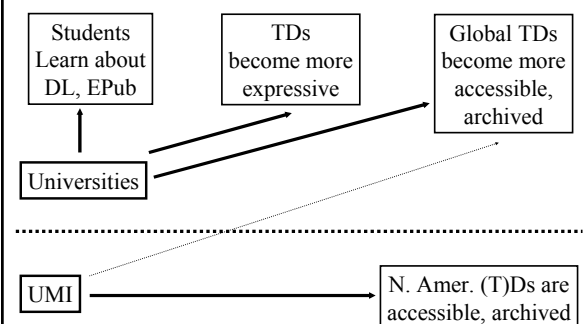 Students
Learn about
DL, EPub
TDs
become more
expressive
Global TDs
become more
accessible,
archived
Universities
UMI
N. Amer. (T)Ds are
accessible, archived